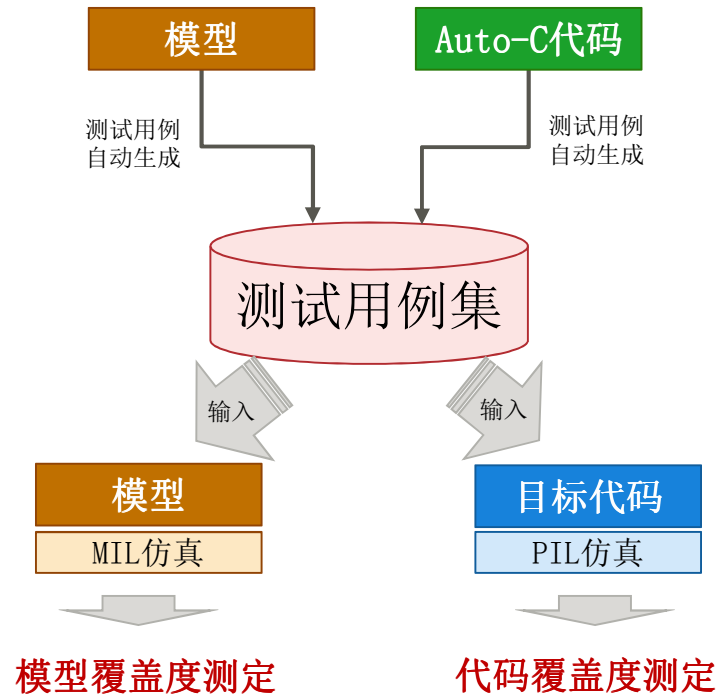 模型
Auto-C代码
测试用例
自动生成
测试用例
自动生成
测试用例集
输入
输入
模型
目标代码
MIL仿真
PIL仿真
模型覆盖度测定
代码覆盖度测定